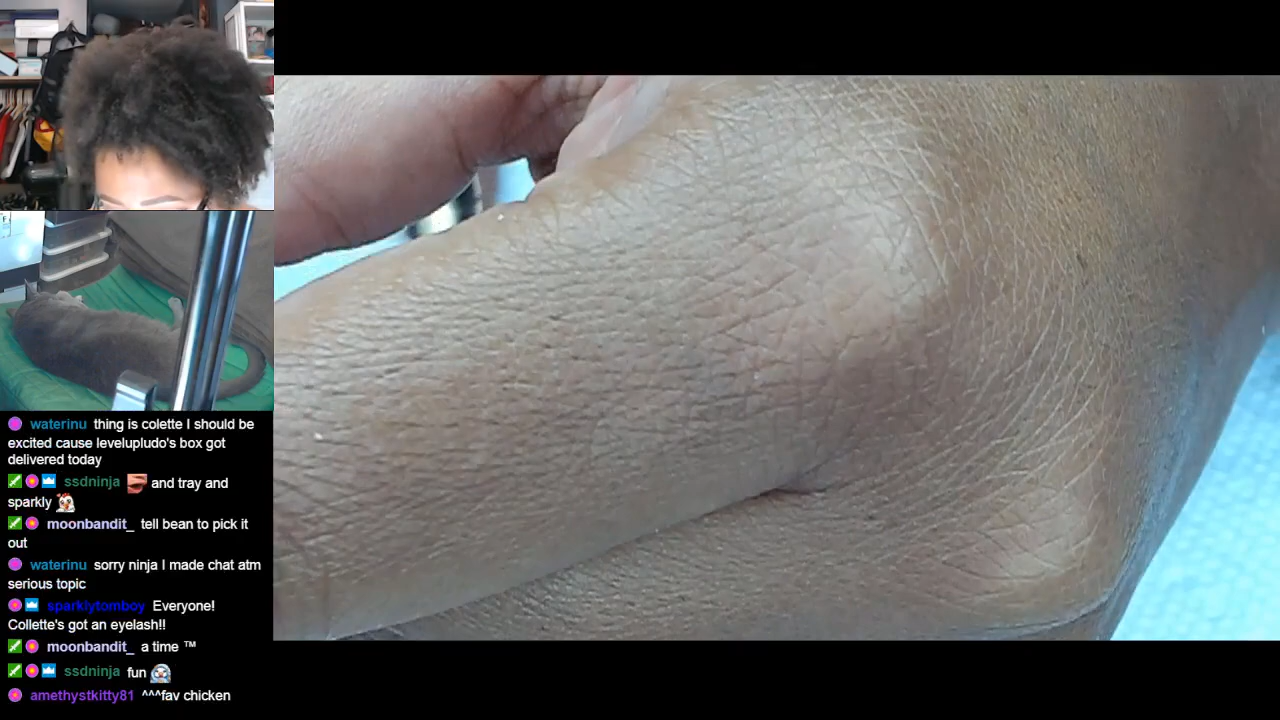 waterinu thing is colette I should be
excited cause levelupludo's box got
delivered today
ssdninja and tray and
sparkly
moonbandit_ tell bean to pick it
out
waterinu sorry ninja I made chat atm
serious topic
sparklytomboy Everyone!
Collette's got an eyelash!!
moonbandit_ a time ™
ssdninja fun
amethystkitty81 ^^^fav chicken